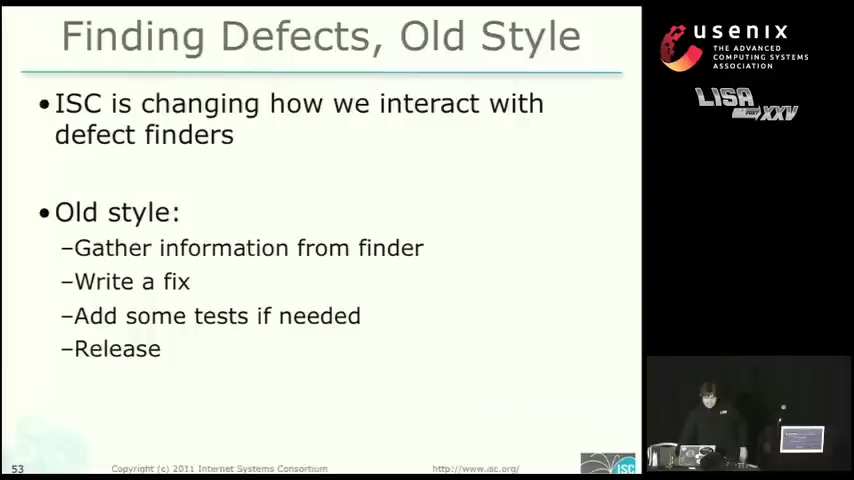 Finding Defects, Old Style
•ISC is changing how we interact with
defect finders
•Old style:
–Gather information from finder
–Write a fix
–Add some tests if needed
–Release
53
Copyright (c) 2011 Internet Systems Consortium
http://www.isc.org/
ISC
usenix
THE ADVANCED
COMPUTING SYSTEMS
ASSOCIATION
LISA
XXV